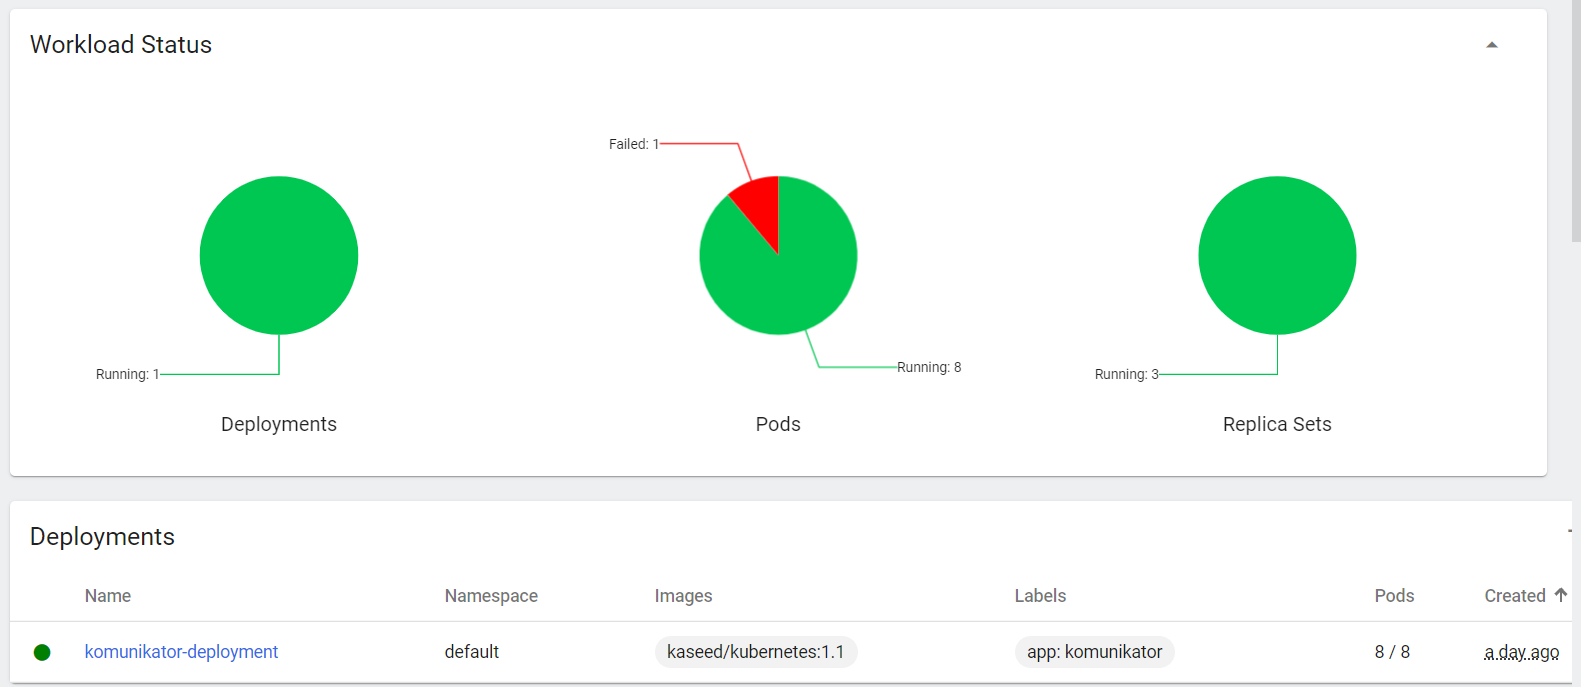 Workload Status
Failed: 1
Running: 1
Running: 8
Running: 3
Deployments
Pods
Replica Sets
Deployments
Name Namespace Images Labels Pods Created
komunikator-deployment default kaseed/kubernetes:1.1 app: komunikator 8 / 8 a day ago